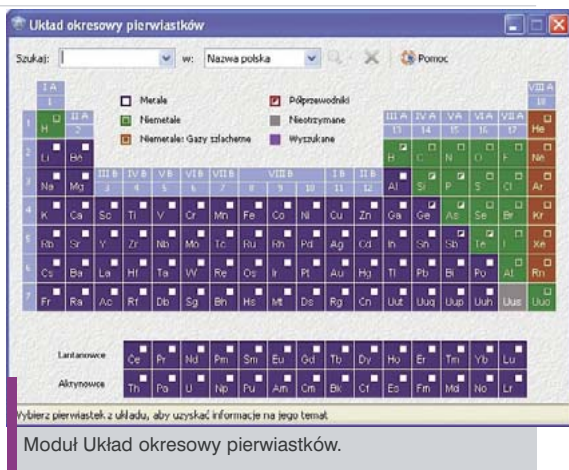 Układ okresowy pierwiastków
Szukaj: w: Nazwa polska Pomoc
I A VIII A
1 18
Metale Półprzewodniki
Niemetale Nieotrzymane
Niemetale: Gazy szlachetne Wyszukane
II A III A IV A V A VI A VII A
2 13 14 15 16 17
1 H He
2 Li Be B C N O F Ne
III B IV B V B VI B VII B VIII B I B II B
3 4 5 6 7 8 9 10 11 12
3 Na Mg Al Si P S Cl Ar
4 K Ca Sc Ti V Cr Mn Fe Co Ni Cu Zn Ga Ge As Se Br Kr
5 Rb Sr Y Zr Nb Mo Tc Ru Rh Pd Ag Cd In Sn Sb Te I Xe
6 Cs Ba La Hf Ta W Re Os Ir Pt Au Hg Tl Pb Bi Po At Rn
7 Fr Ra Ac Rf Db Sg Bh Hs Mt Ds Rg Cn Uut Uuq Uup Uuh Uus Uuo
Lantanowce Ce Pr Nd Pm Sm Eu Gd Tb Dy Ho Er Tm Yb Lu
Aktynowce Th Pa U Np Pu Am Cm Bk Cf Es Fm Md No Lr
Wybierz pierwiastek z układu, aby uzyskać informacje na jego temat
Moduł Układ okresowy pierwiastków.